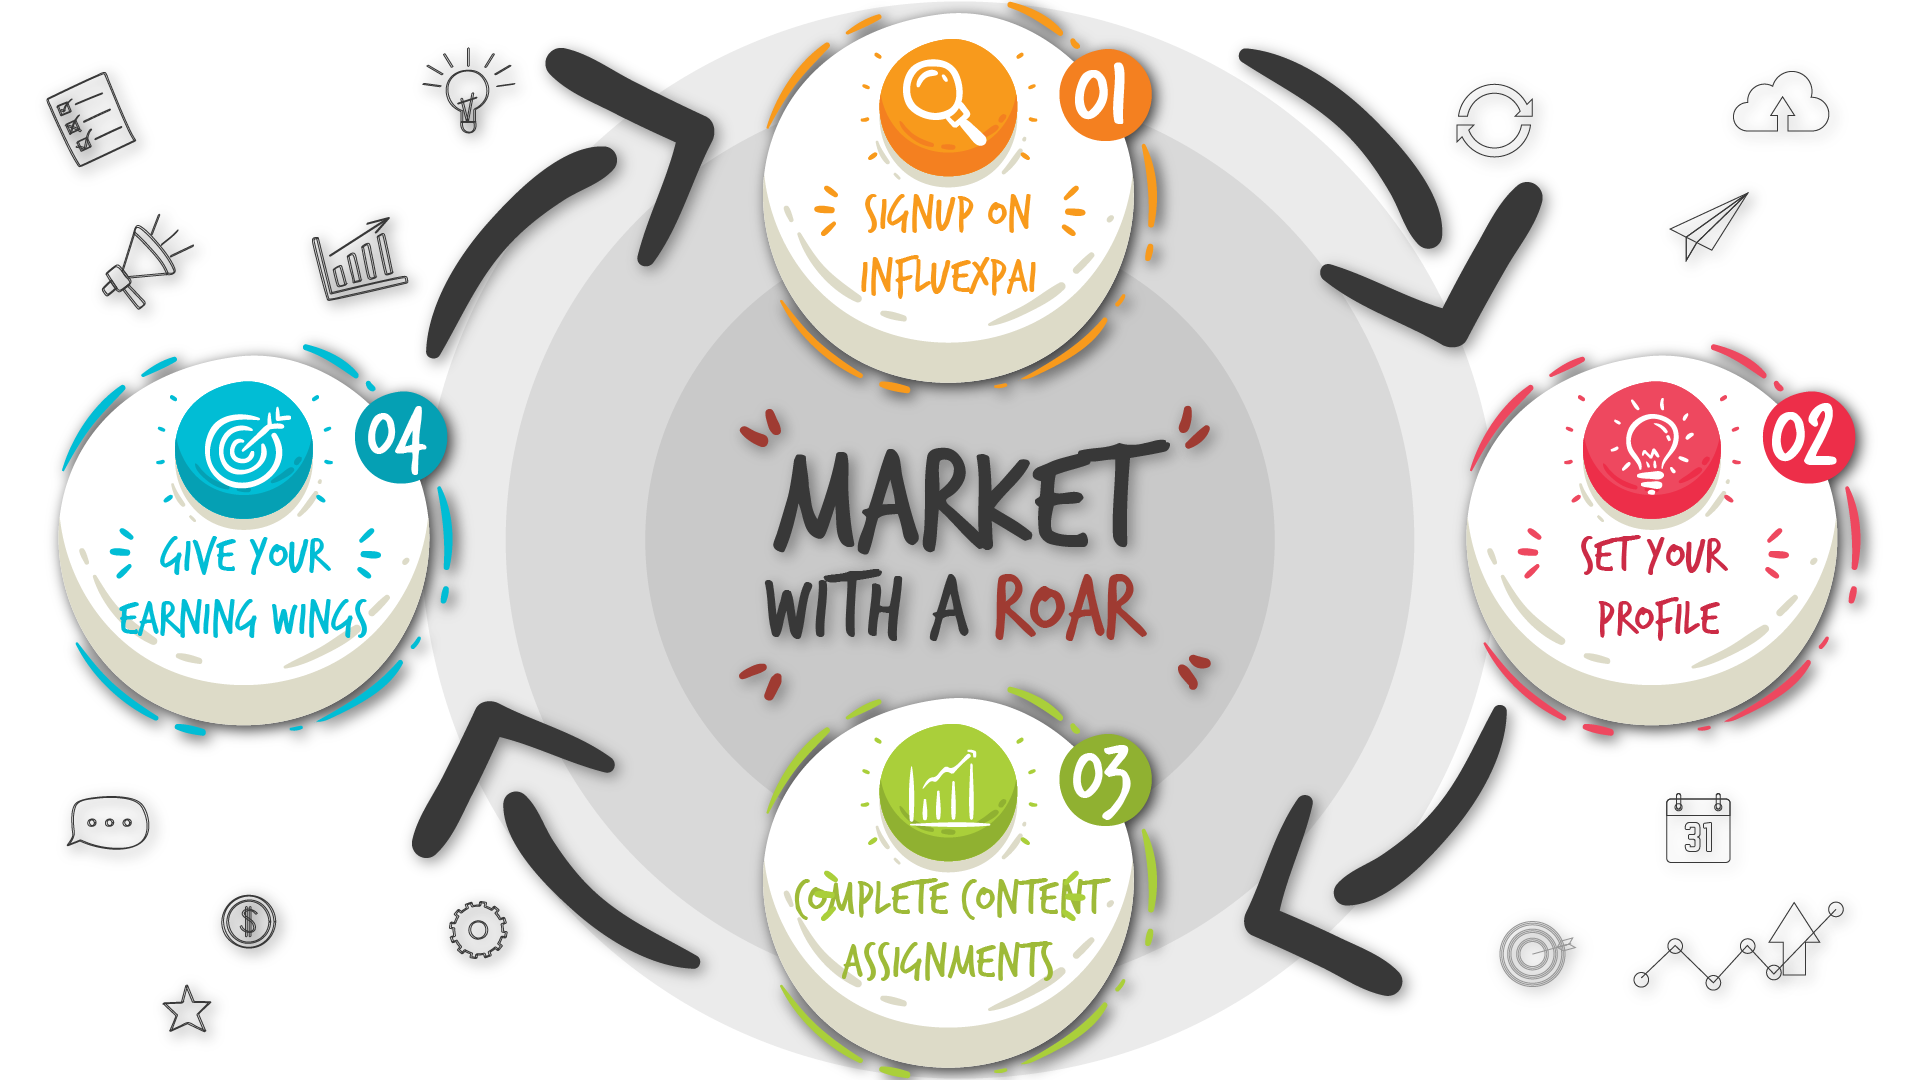 01
SIGNUP ON
INFLUEXPAI
02
SET YOUR
PROFILE
MARKET
WITH A ROAR
03
COMPLETE CONTENT
ASSIGNMENTS
04
GIVE YOUR
EARNING WINGS
$
31